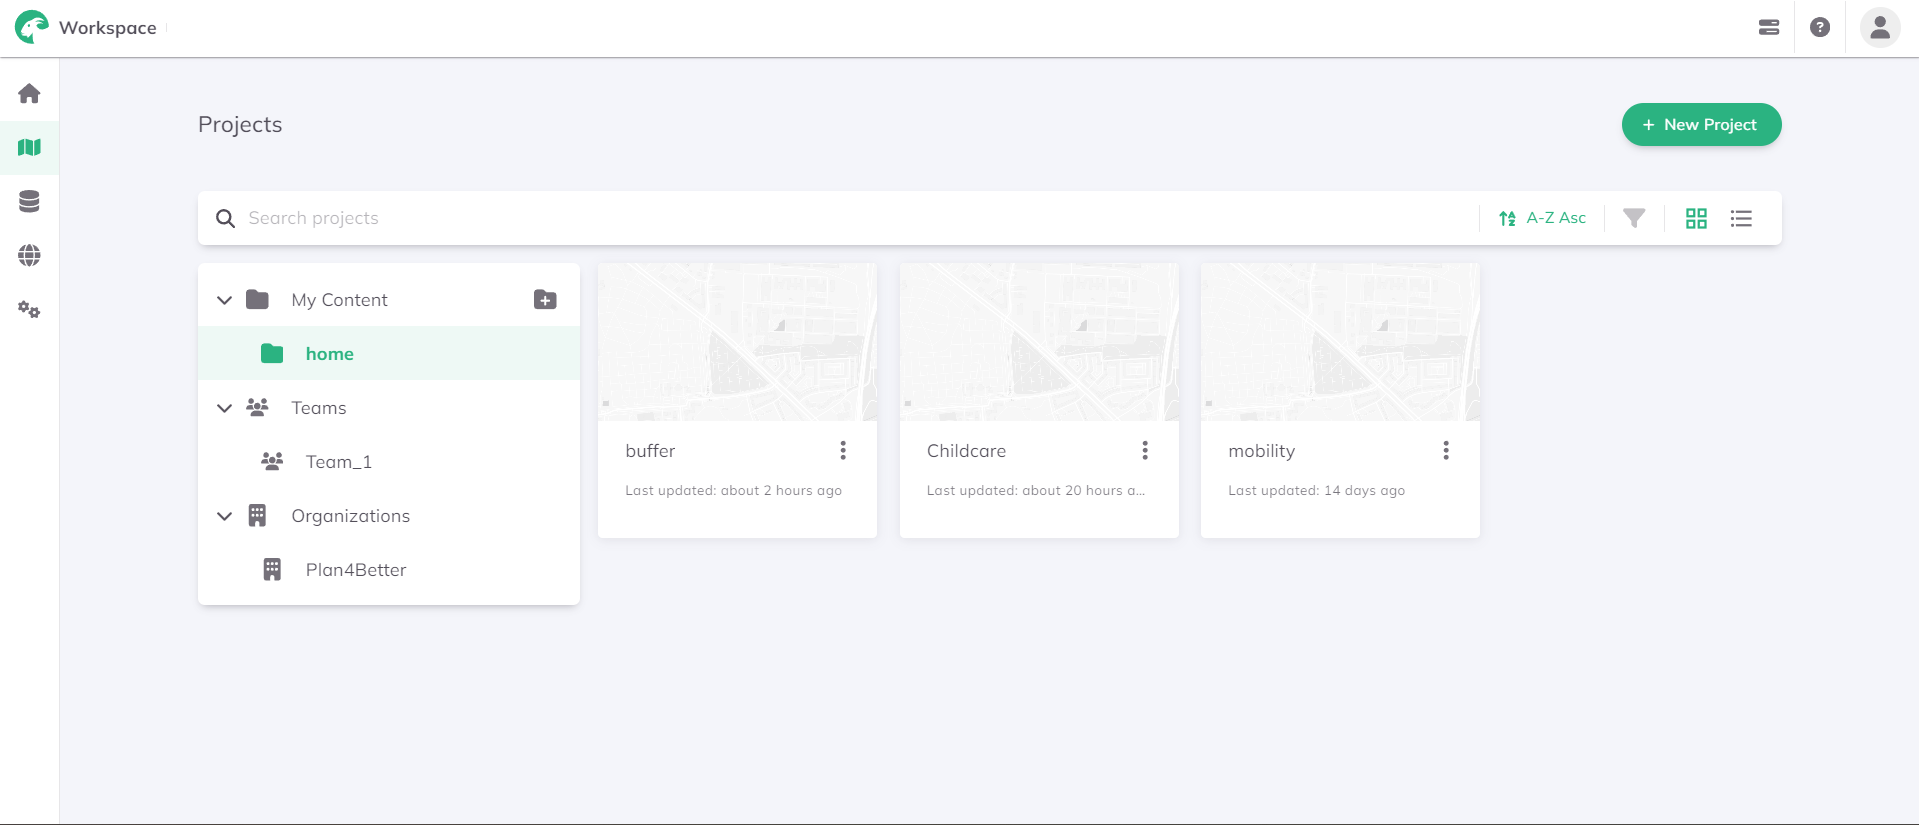 Workspace
Projects
+ New Project
Search projects
A-Z Asc
My Content
home
Teams
Team_1
Organizations
Plan4Better
buffer
Last updated: about 2 hours ago
Childcare
Last updated: about 20 hours a...
mobility
Last updated: 14 days ago